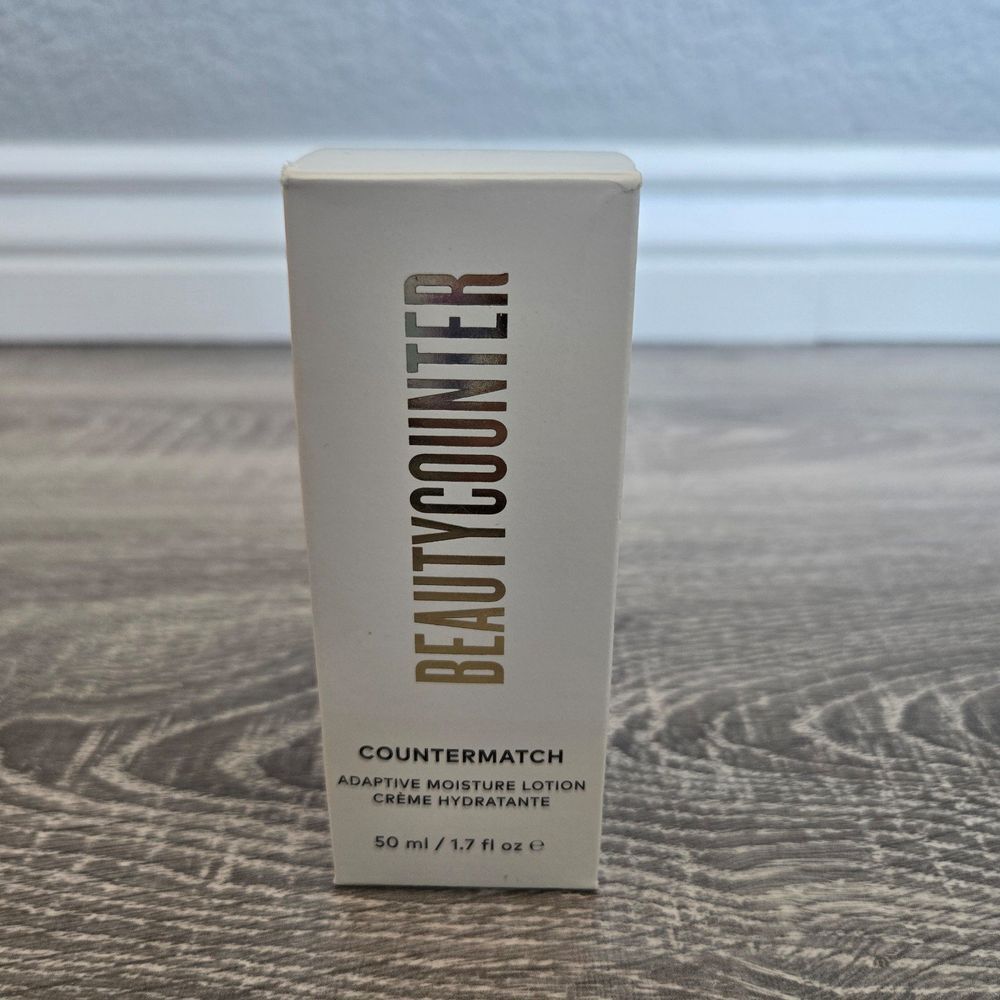 BEAUTYCOUNTER
COUNTERMATCH
ADAPTIVE MOISTURE LOTION
CRÈME HYDRATANTE
50 ml / 1.7 fl oz ℮